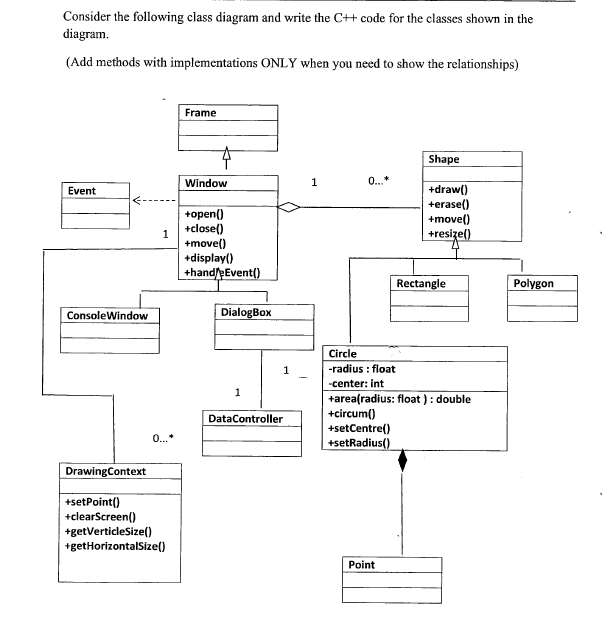 Consider the following class diagram and write the C++ code for the classes shown in the
diagram.
(Add methods with implementations ONLY when you need to show the relationships)
Frame
Shape
+draw()
+erase()
+move()
+resize()
Window
+open()
+close()
+move()
+display()
+handleEvent()
1
0...*
Event
1
Rectangle
Polygon
ConsoleWindow
DialogBox
Circle
-radius : float
-center: int
+area(radius: float ) : double
+circum()
+setCentre()
+setRadius()
1
1
DataController
0...*
DrawingContext
+setPoint()
+clearScreen()
+getVerticleSize()
+getHorizontalSize()
Point